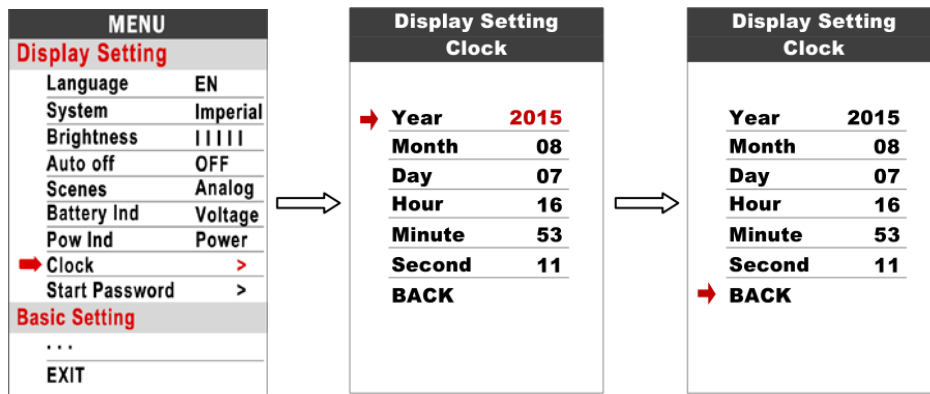 MENU
Display Setting
Language EN
System Imperial
Brightness | | | | |
Auto off OFF
Scenes Analog
Battery Ind Voltage
Pow Ind Power
Clock >
Start Password >
Basic Setting
...
EXIT
Display Setting
Clock
Year 2015
Month 08
Day 07
Hour 16
Minute 53
Second 11
BACK
Display Setting
Clock
Year 2015
Month 08
Day 07
Hour 16
Minute 53
Second 11
BACK